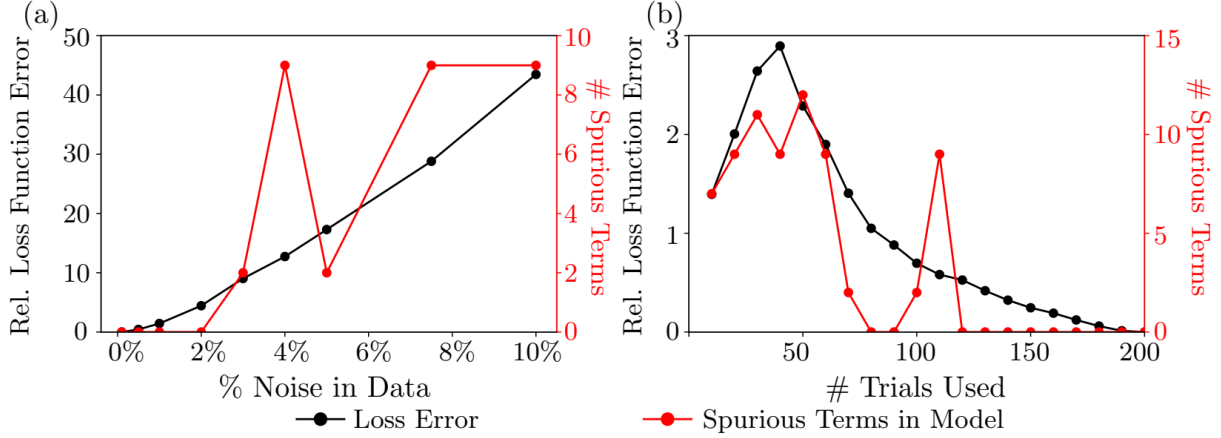 (a)
Rel. Loss Function Error
50
40
30
20
10
0
0% 2% 4% 6% 8% 10%
% Noise in Data
10
8
6
4
2
0
# Spurious Terms
(b)
Rel. Loss Function Error
3
2
1
0
50 100 150 200
# Trials Used
15
10
5
0
# Spurious Terms
Loss Error
Spurious Terms in Model